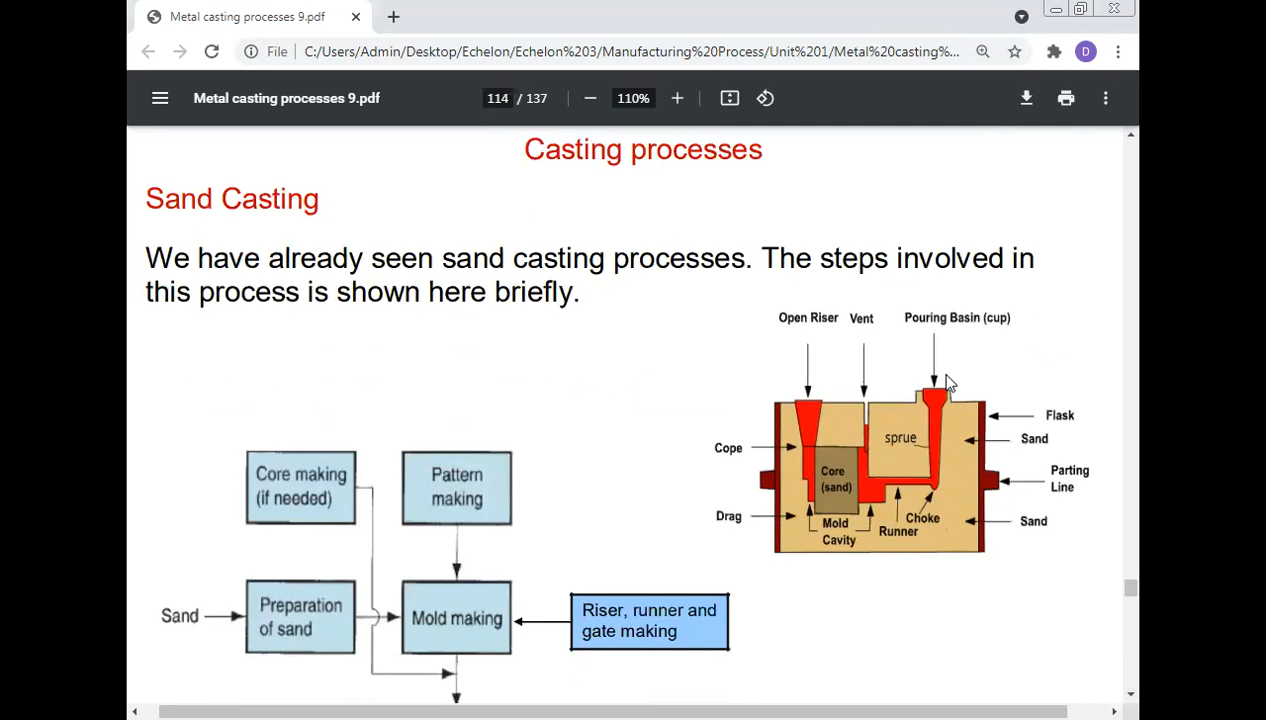 Metal casting processes 9.pdf
File
C:/Users/Admin/Desktop/Echelon/Echelon%203/Manufacturing%20Process/Unit%201/Metal%20casting%...
D
Metal casting processes 9.pdf
114 / 137
110%
Casting processes
Sand Casting
We have already seen sand casting processes. The steps involved in
this process is shown here briefly.
Open Riser
Vent
Pouring Basin (cup)
Flask
sprue
Sand
Cope
Core
(sand)
Parting
Line
Drag
Mold
Cavity
Runner
Choke
Sand
Core making
(if needed)
Pattern
making
Sand
Preparation
of sand
Mold making
Riser, runner and
gate making